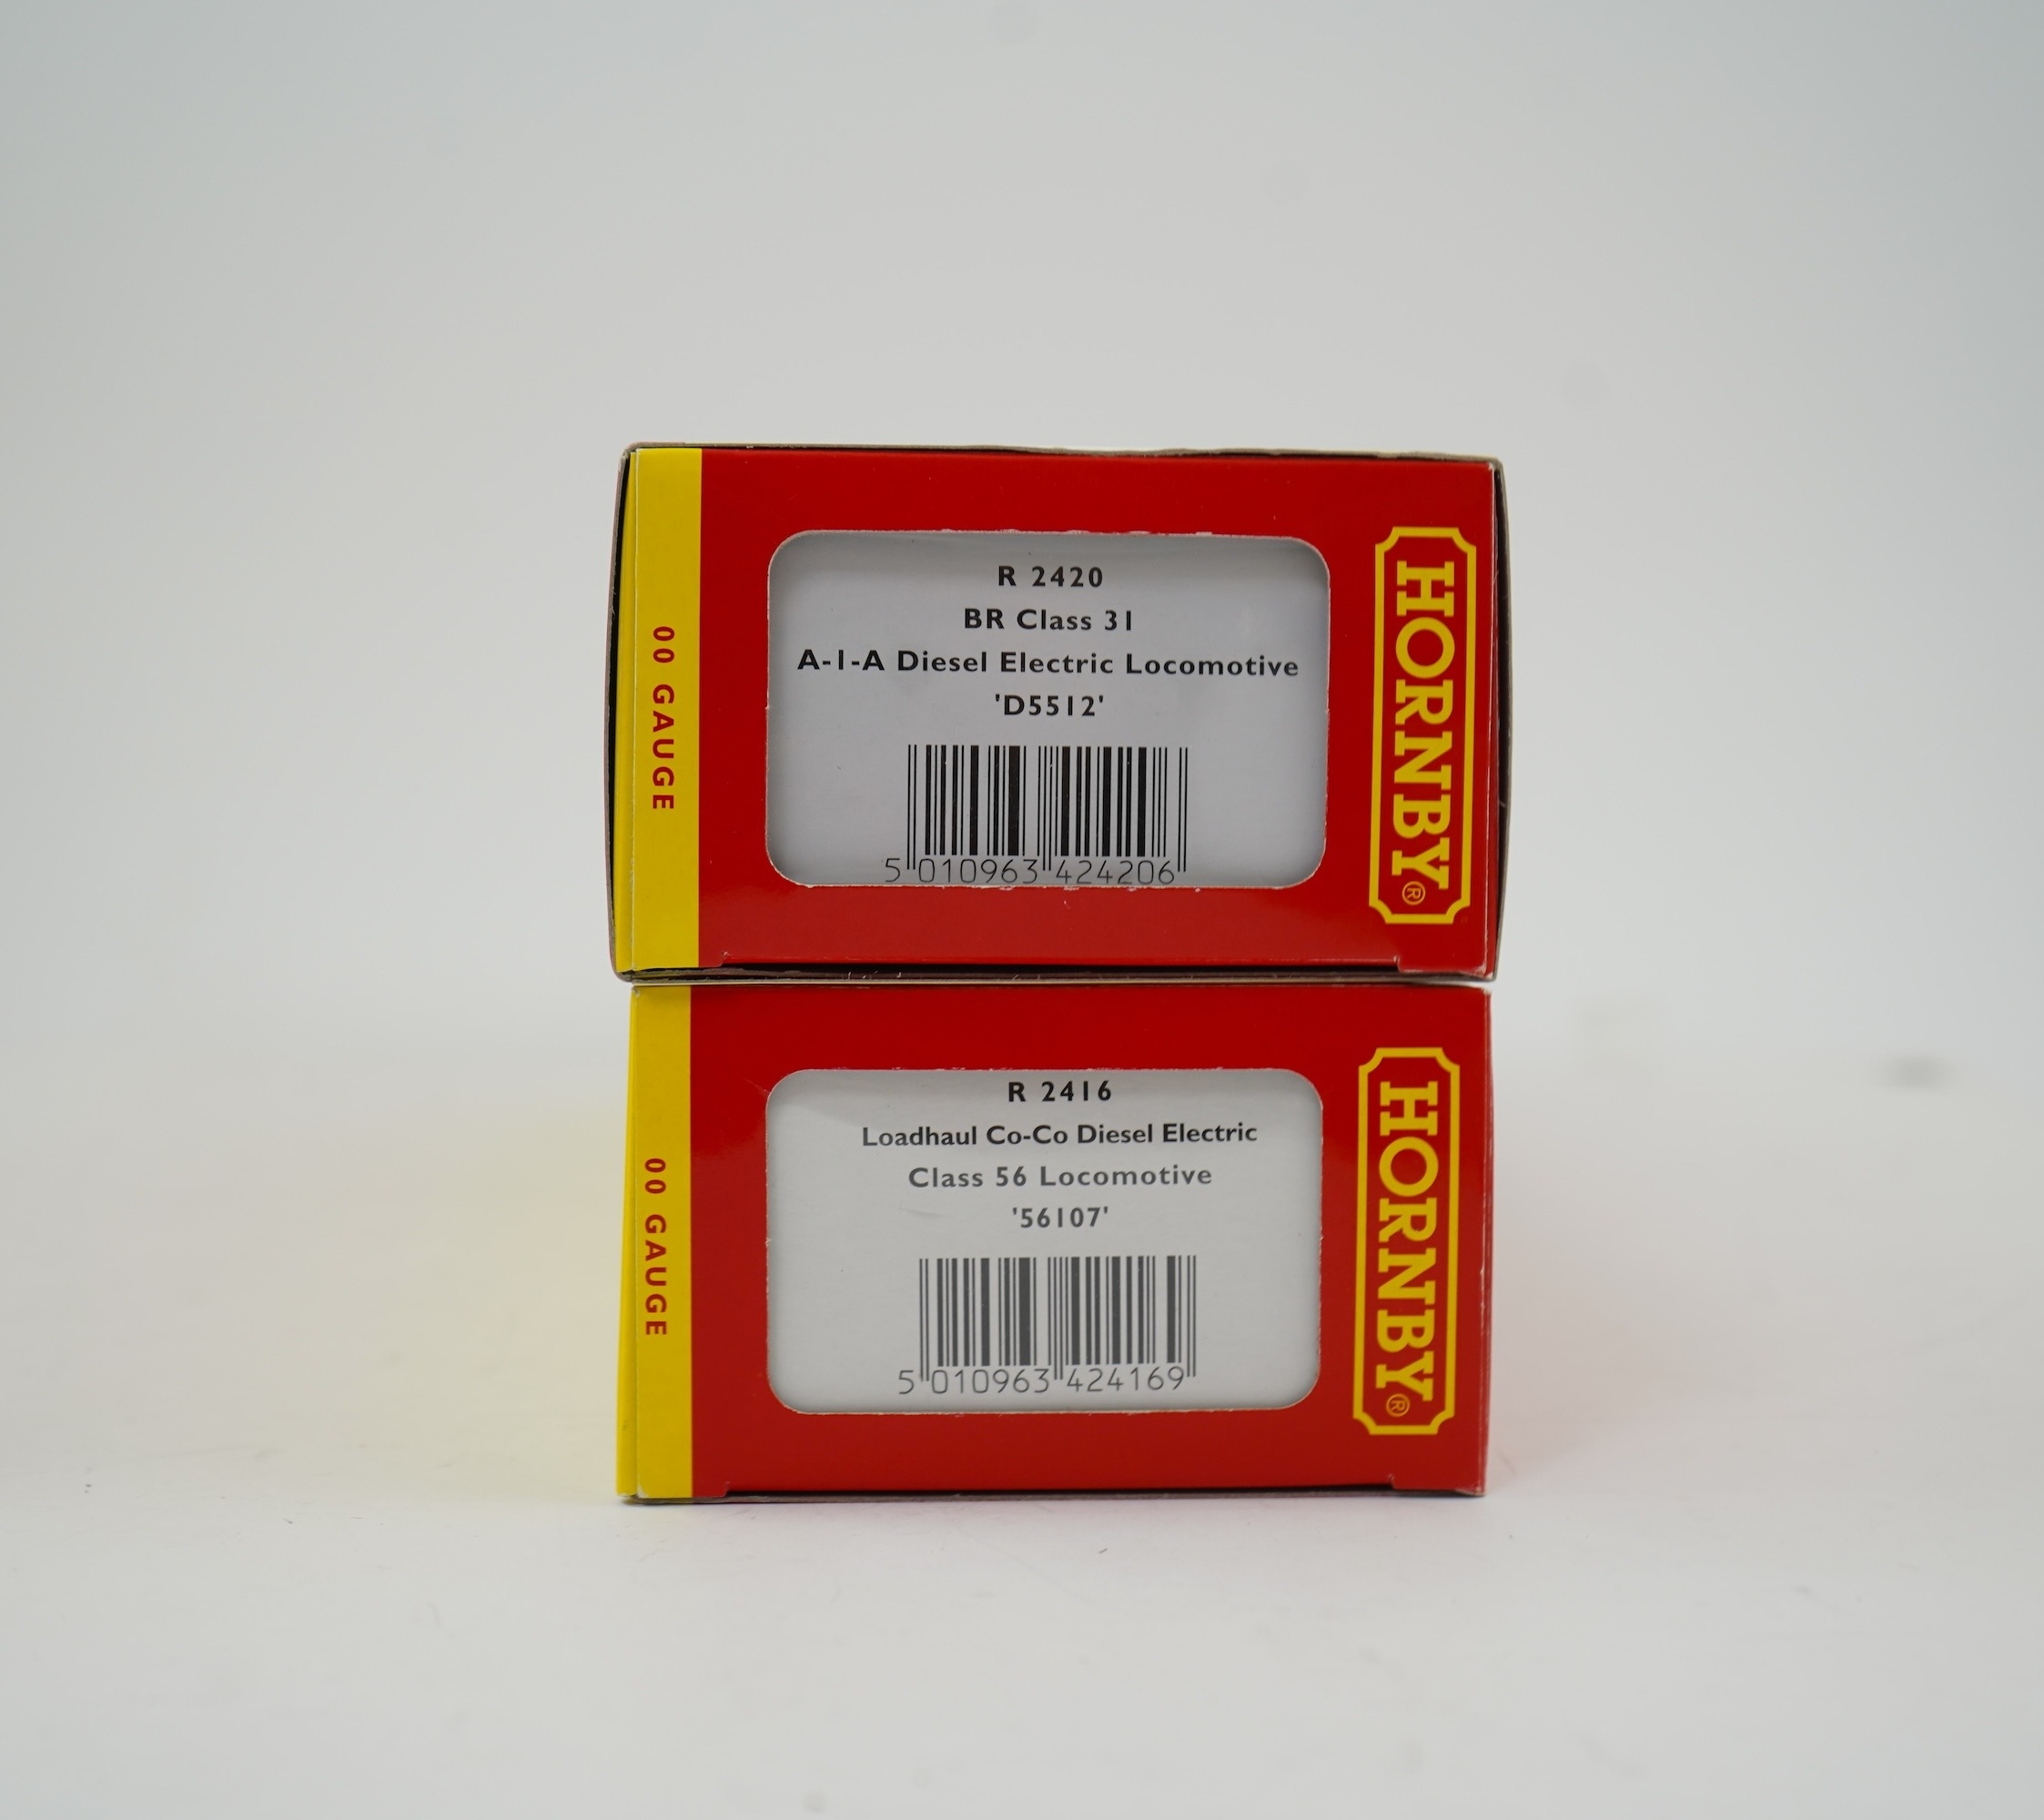 R 2420
BR Class 31
A-1-A Diesel Electric Locomotive
'D5512'
5 010963 424206
00 GAUGE
HORNBY®
R 2416
Loadhaul Co-Co Diesel Electric
Class 56 Locomotive
'56107'
5 010963 424169
00 GAUGE
HORNBY®